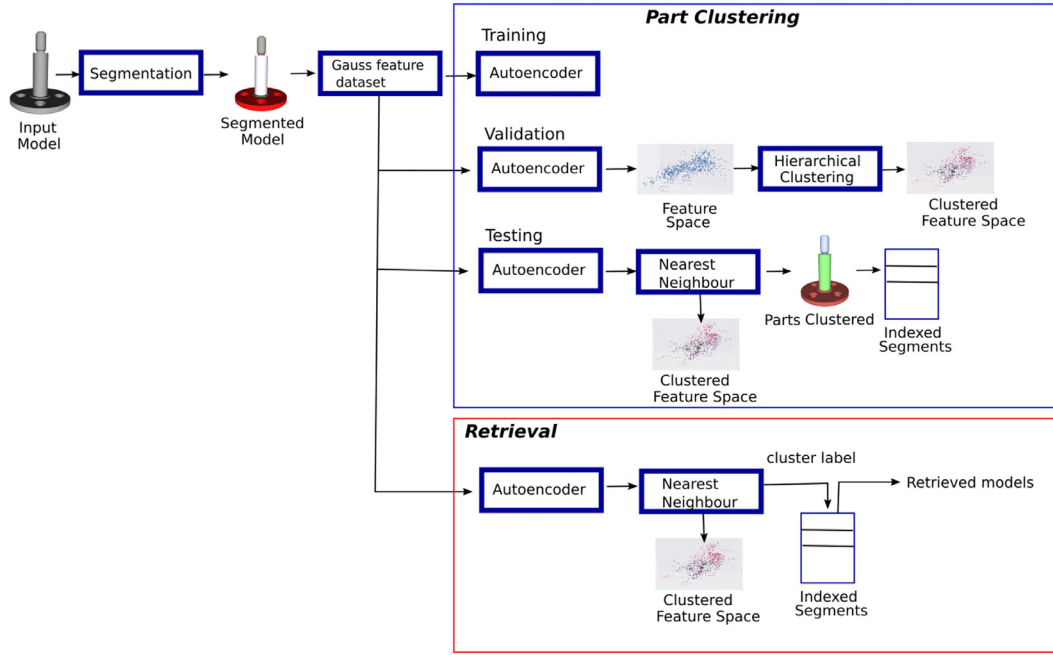 Part Clustering
Training
Segmentation
Gauss feature
dataset
Autoencoder
Input
Model
Segmented
Model
Validation
Autoencoder
Hierarchical
Clustering
Feature
Space
Clustered
Feature Space
Testing
Autoencoder
Nearest
Neighbour
Parts Clustered
Indexed
Segments
Clustered
Feature Space
Retrieval
cluster label
Autoencoder
Nearest
Neighbour
Retrieved models
Clustered
Feature Space
Indexed
Segments